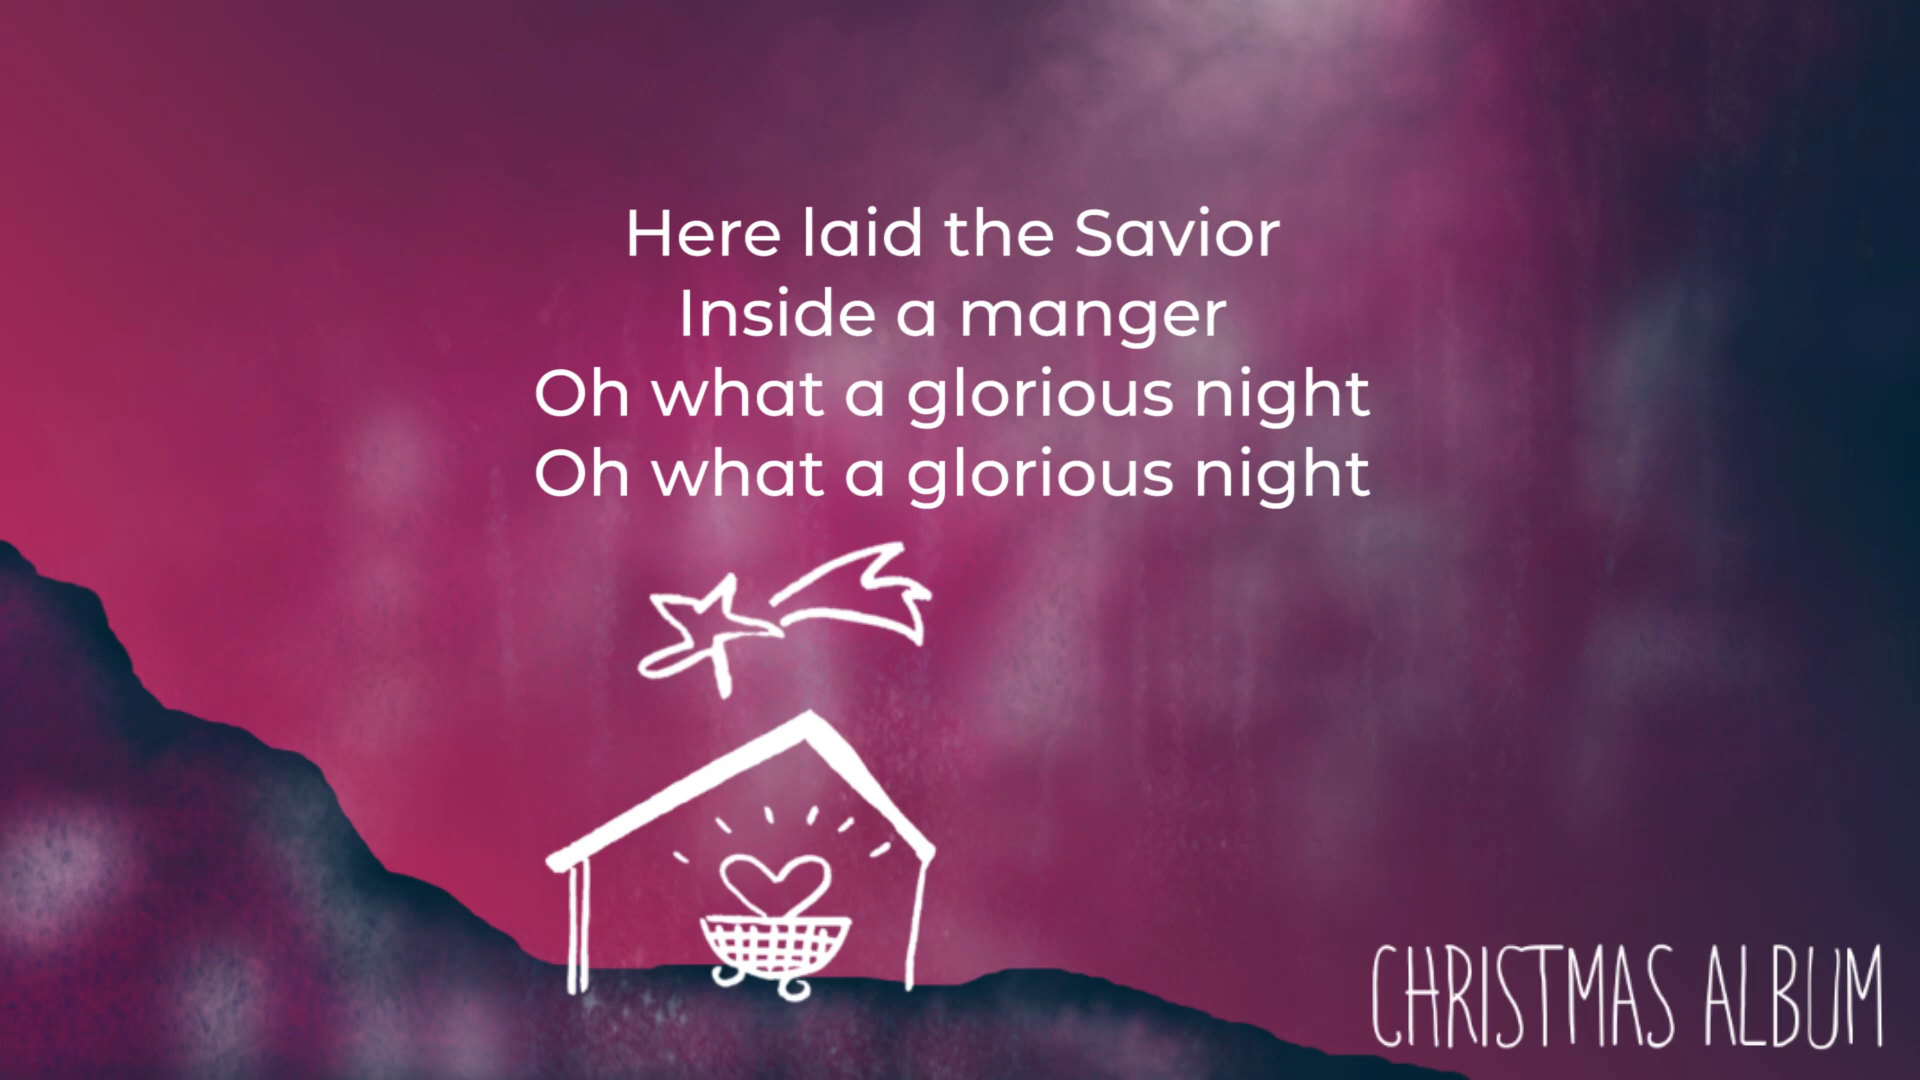 Here laid the Savior
Inside a manger
Oh what a glorious night
Oh what a glorious night
CHRISTMAS ALBUM